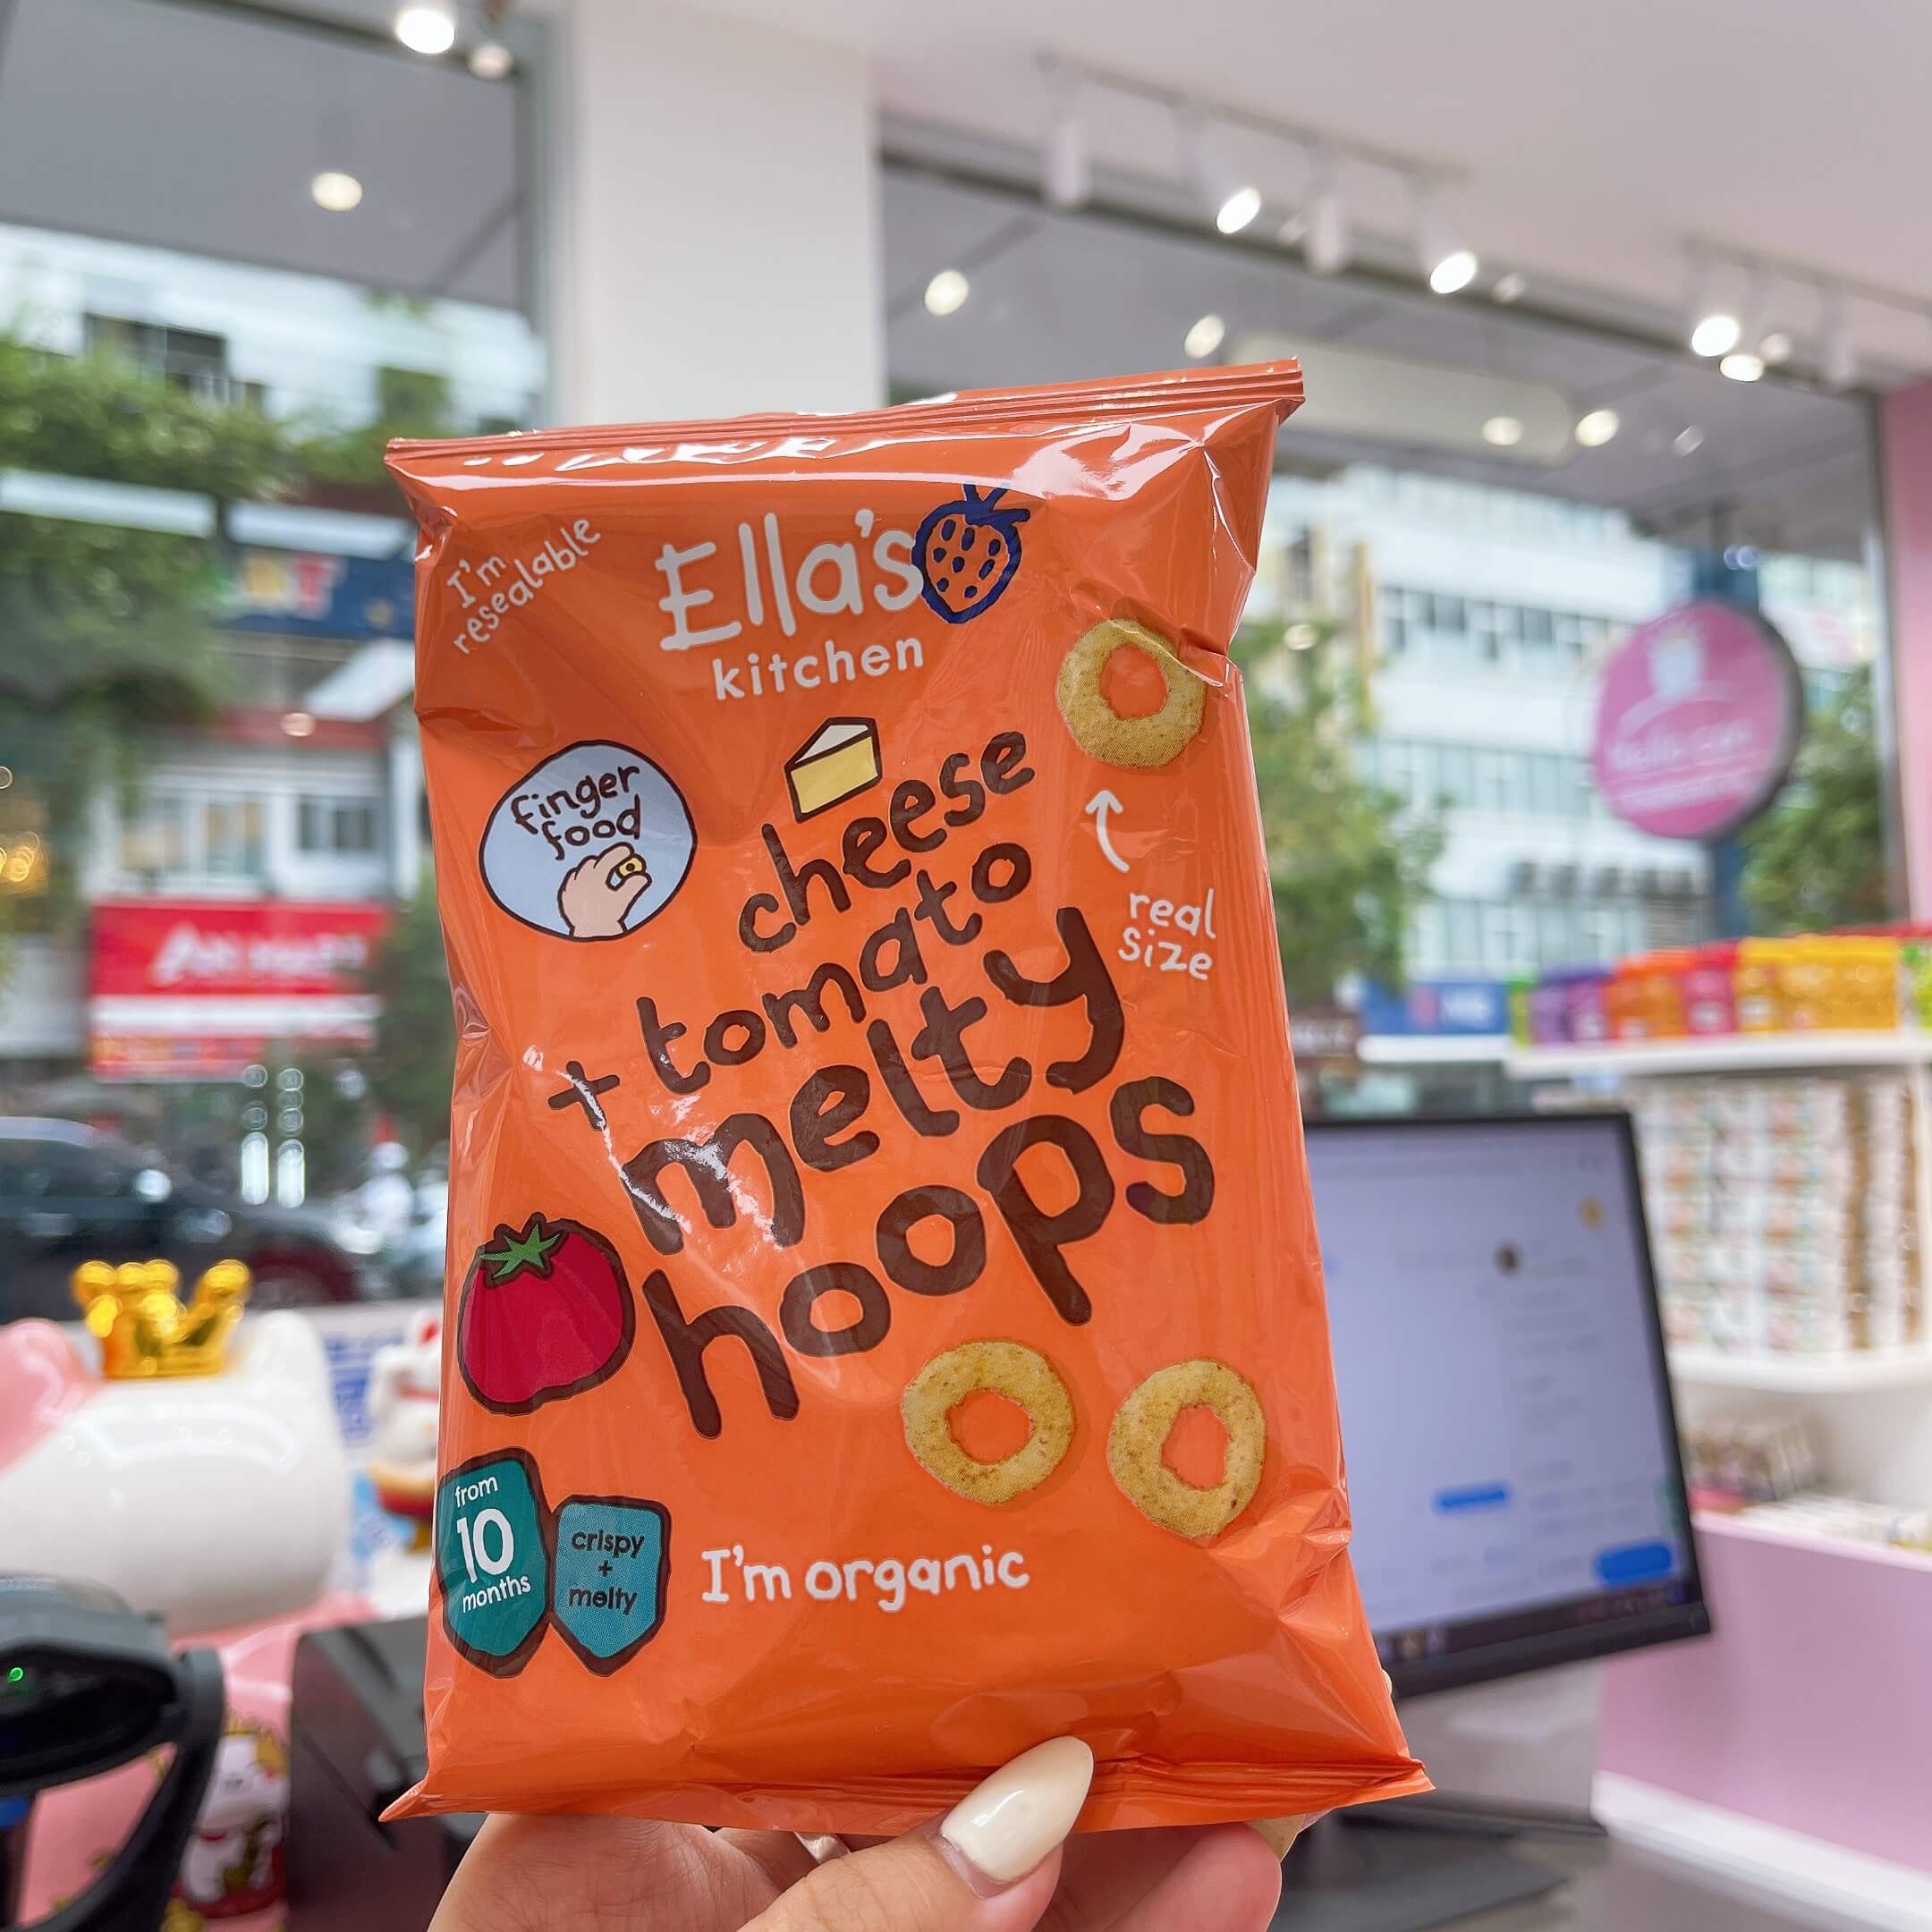 I'm
resealable
Ella's
kitchen
finger
food
cheese
+ tomato
melty
hoops
real
size
from
10
months
crispy
+
melty
I'm organic